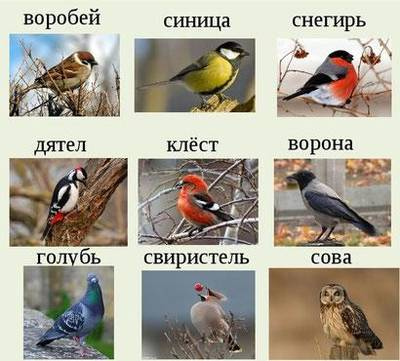 воробей синица снегирь
дятел клёст ворона
голубь свиристель сова